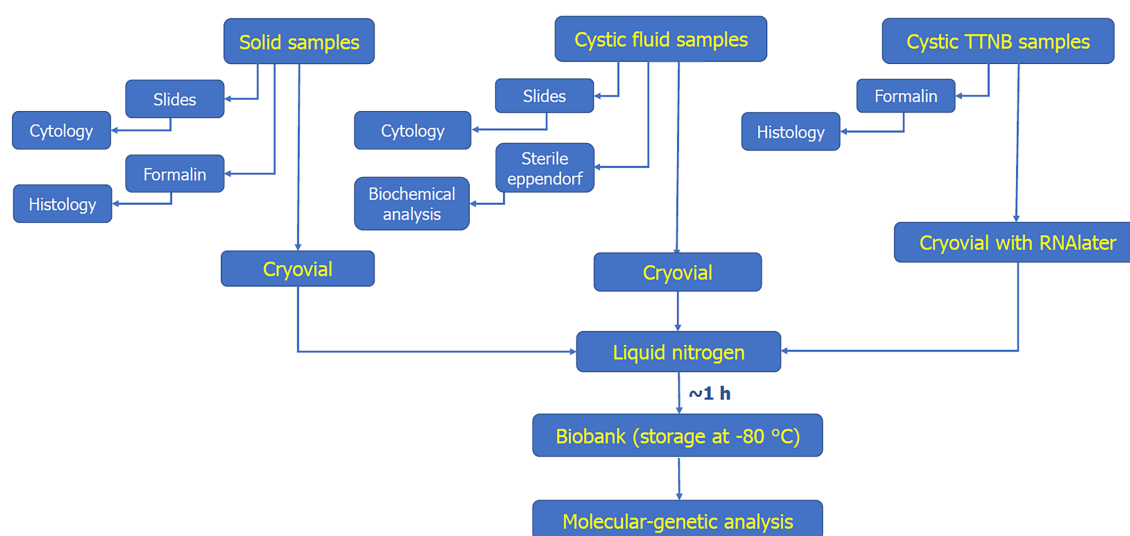 Solid samples
Cystic fluid samples
Cystic TTNB samples
Slides
Slides
Formalin
Cytology
Cytology
Histology
Formalin
Sterile
eppendorf
Histology
Biochemical
analysis
Cryovial
Cryovial
Cryovial with RNAlater
Liquid nitrogen
~1 h
Biobank (storage at -80 °C)
Molecular-genetic analysis